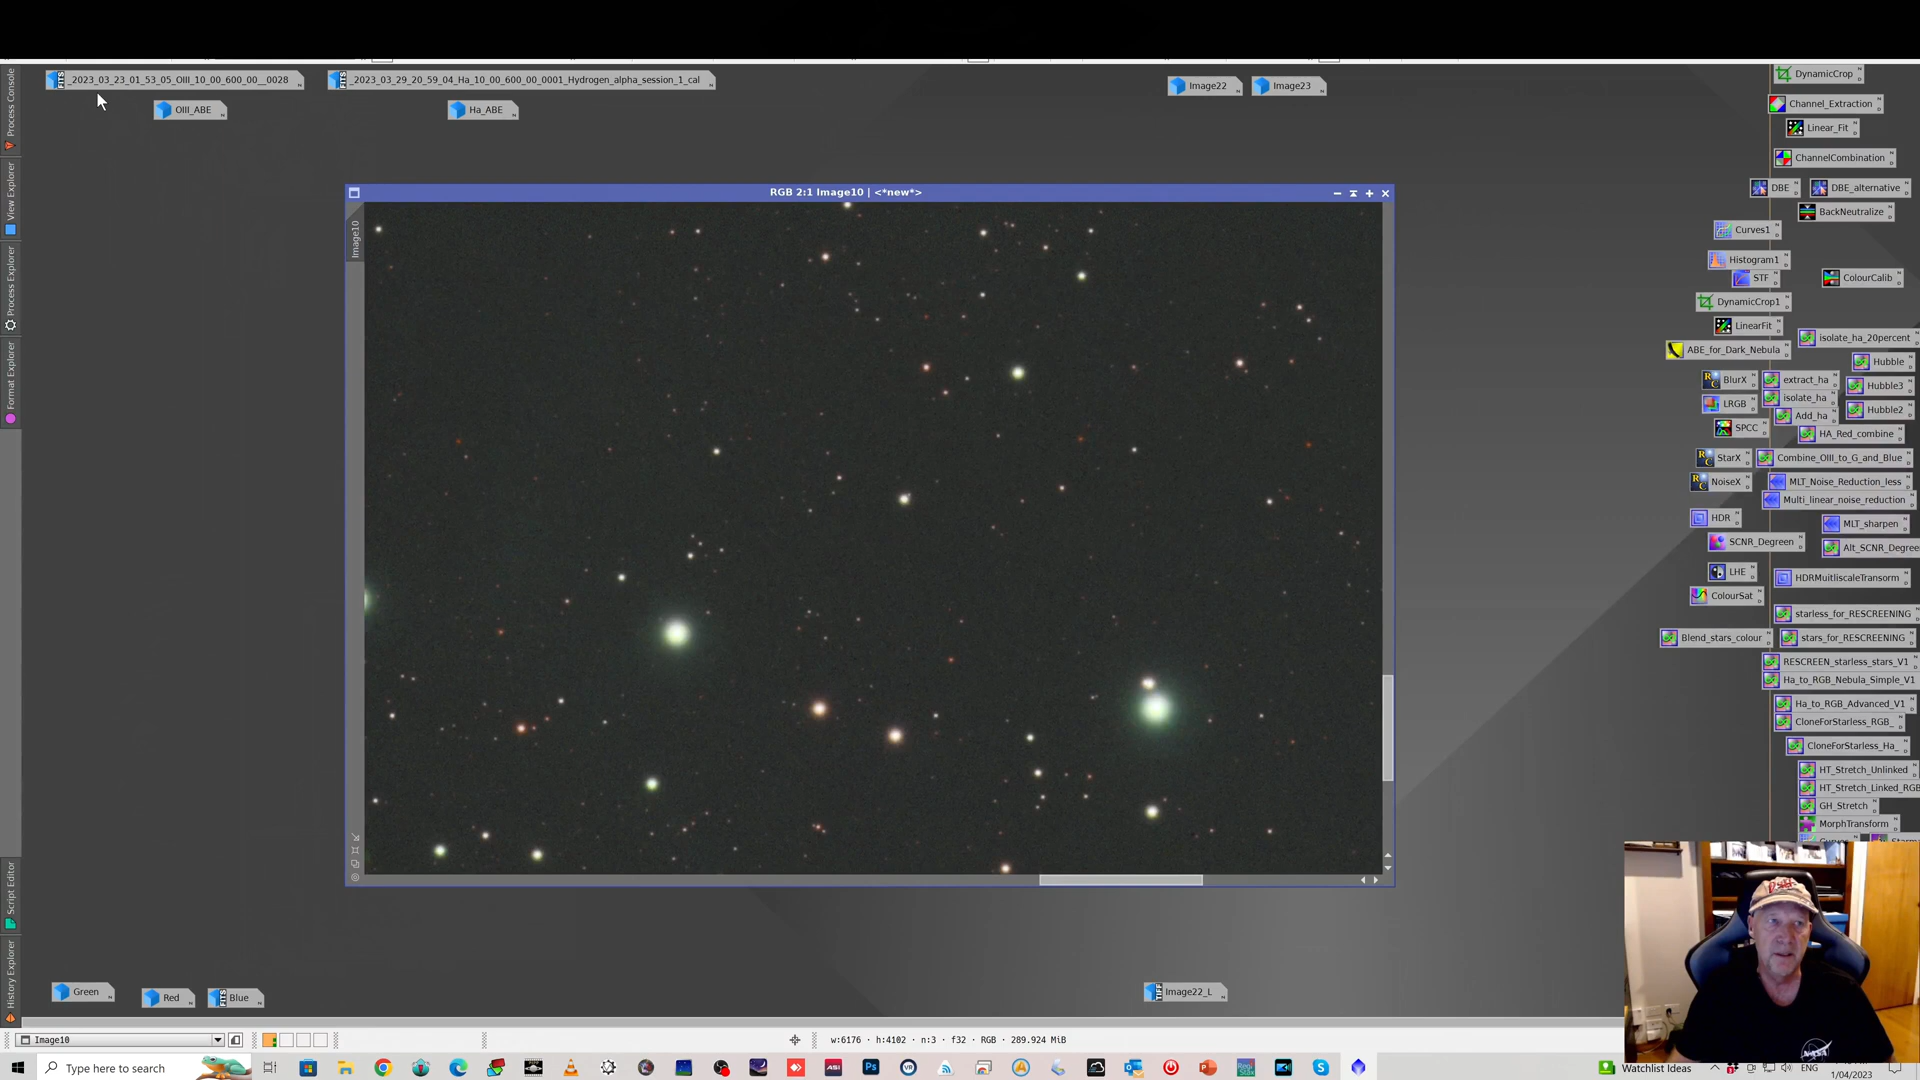 _2023_03_23_01_53_05_OIII_10_00_600_00__0028
_2023_03_29_20_59_04_Ha_10_00_600_00_0001_Hydrogen_alpha_session_1_cal
Image22
Image23
OIII_ABE
Ha_ABE
Process Console
View Explorer
Process Explorer
Format Explorer
Script Editor
History Explorer
RGB 2:1 Image10 | <*new*>
Image10
DynamicCrop
Channel_Extraction
Linear_Fit
ChannelCombination
DBE
DBE_alternative
BackNeutralize
Curves1
Histogram1
STF
ColourCalib
DynamicCrop1
LinearFit
isolate_ha_20percent
ABE_for_Dark_Nebula
Hubble
BlurX
extract_ha
Hubble3
LRGB
isolate_ha
Hubble2
Add_ha
SPCC
HA_Red_combine
StarX
Combine_OIII_to_G_and_Blue
NoiseX
MLT_Noise_Reduction_less
Multi_linear_noise_reduction
HDR
MLT_sharpen
SCNR_Degreen
Alt_SCNR_Degree
LHE
HDRMuitliscaleTransorm
ColourSat
starless_for_RESCREENING
Blend_stars_colour
stars_for_RESCREENING
RESCREEN_starless_stars_V1
Ha_to_RGB_Nebula_Simple_V1
Ha_to_RGB_Advanced_V1
CloneForStarless_RGB_
CloneForStarless_Ha_
HT_Stretch_Unlinked
HT_Stretch_Linked_RGB
GH_Stretch
MorphTransform
Green
Red
Blue
Image22_L
Image10
w:6176 · h:4102 · n:3 · f32 · RGB · 289.924 MiB
Type here to search
Watchlist Ideas
ENG
1/04/2023
NASA